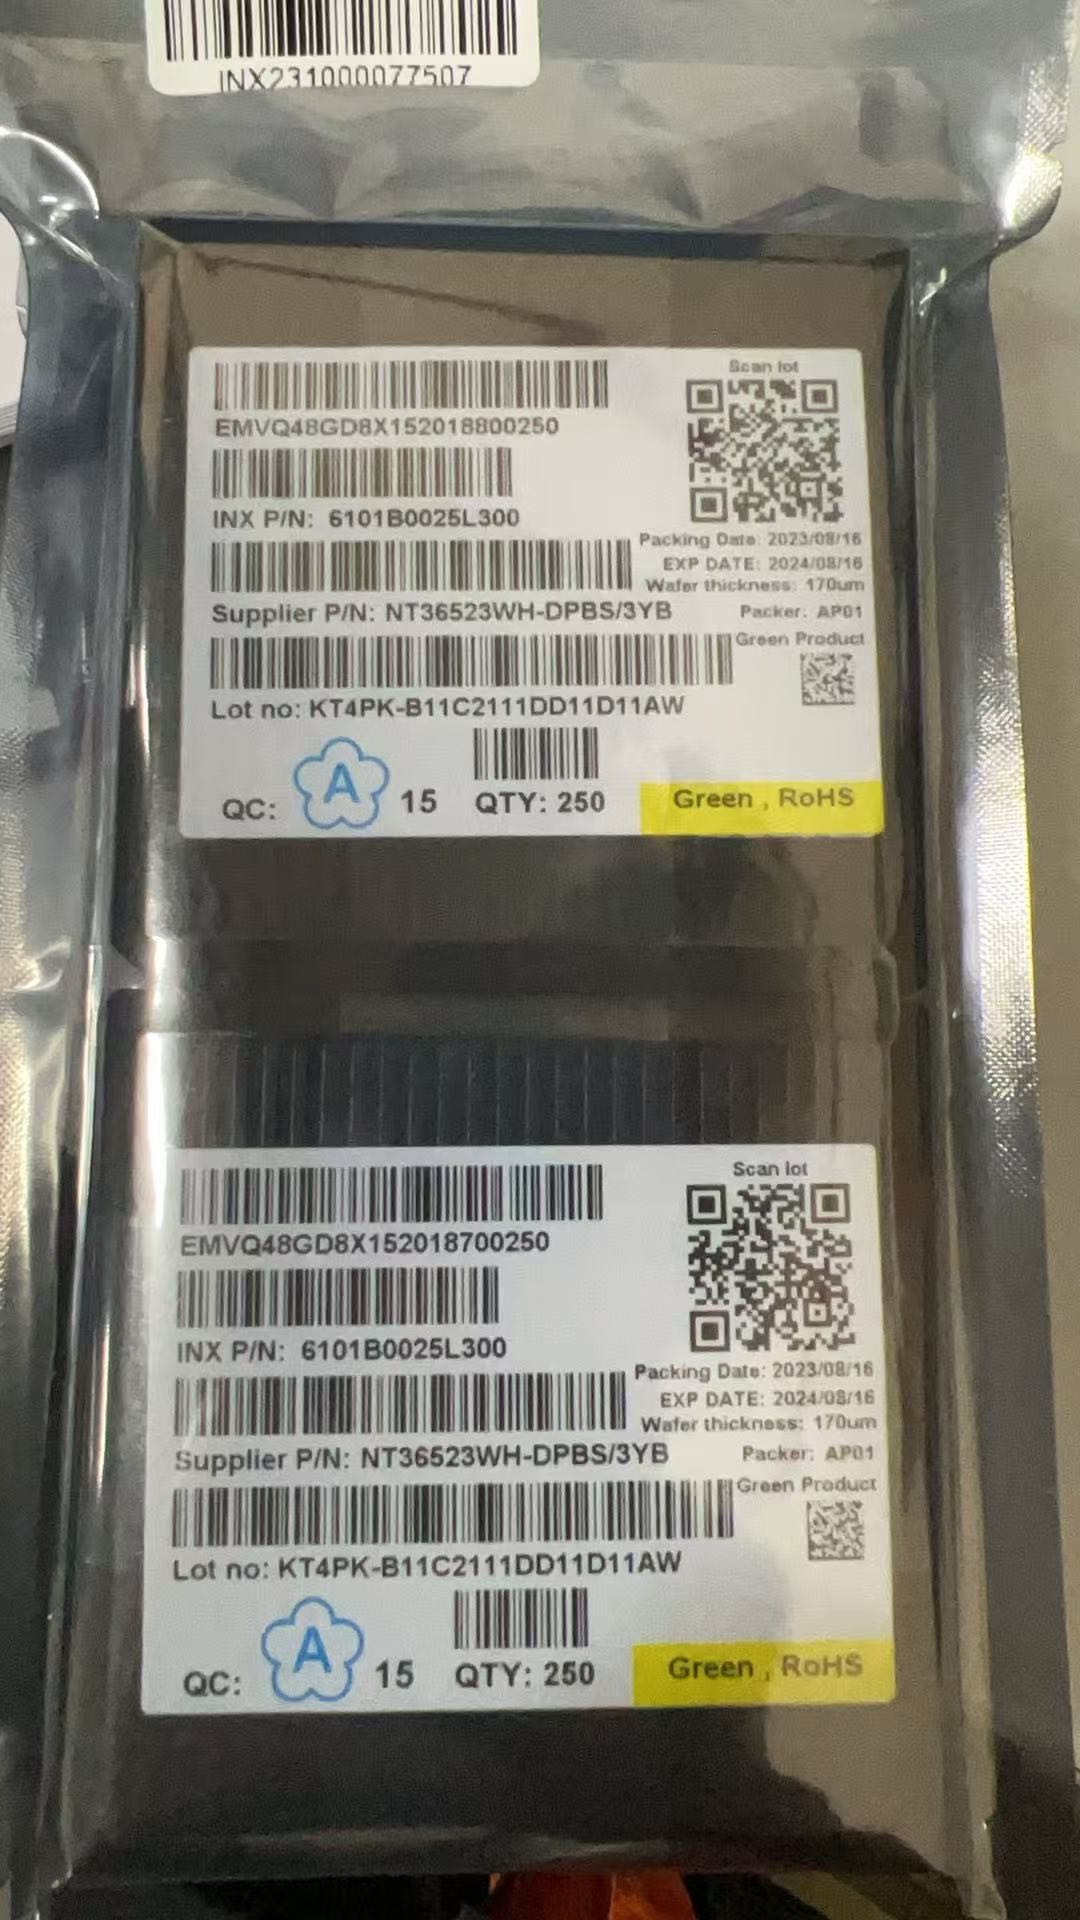 INX231000077507
Scan lot
EMVQ48GD8X152018800250
INX P/N: 6101B0025L300
Packing Date: 2023/08/16
EXP DATE: 2024/08/16
Wafer thickness: 170um
Supplier P/N: NT36523WH-DPBS/3YB
Packer: AP01
Green Product
Lot no: KT4PK-B11C2111DD11D11AW
QC: A 15 QTY: 250
Green , RoHS
Scan lot
EMVQ48GD8X152018700250
INX P/N: 6101B0025L300
Packing Date: 2023/08/16
EXP DATE: 2024/08/16
Wafer thickness: 170um
Supplier P/N: NT36523WH-DPBS/3YB
Packer: AP01
Green Product
Lot no: KT4PK-B11C2111DD11D11AW
QC: A 15 QTY: 250
Green , RoHS